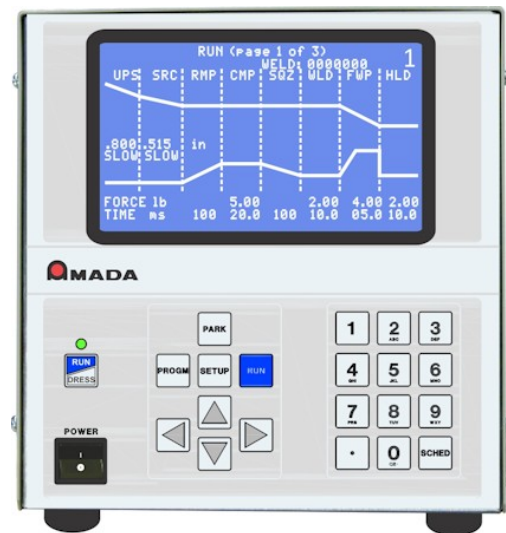 RUN (page 1 of 3) 1
WELD: 0000000
UPS SRC RMP CMP SQZ WLD FWP HLD
.800 .515 in
SLOW SLOW
FORCE lb 5.00 2.00 4.00 2.00
TIME ms 100 20.0 100 10.0 05.0 10.0
AMADA
RUN
DRESS
POWER
PARK
PROGM SETUP RUN
1 2 3
ABC DEF
4 5 6
GHI JKL MNO
7 8 9
PRS TUV WXY
. 0 SCHED